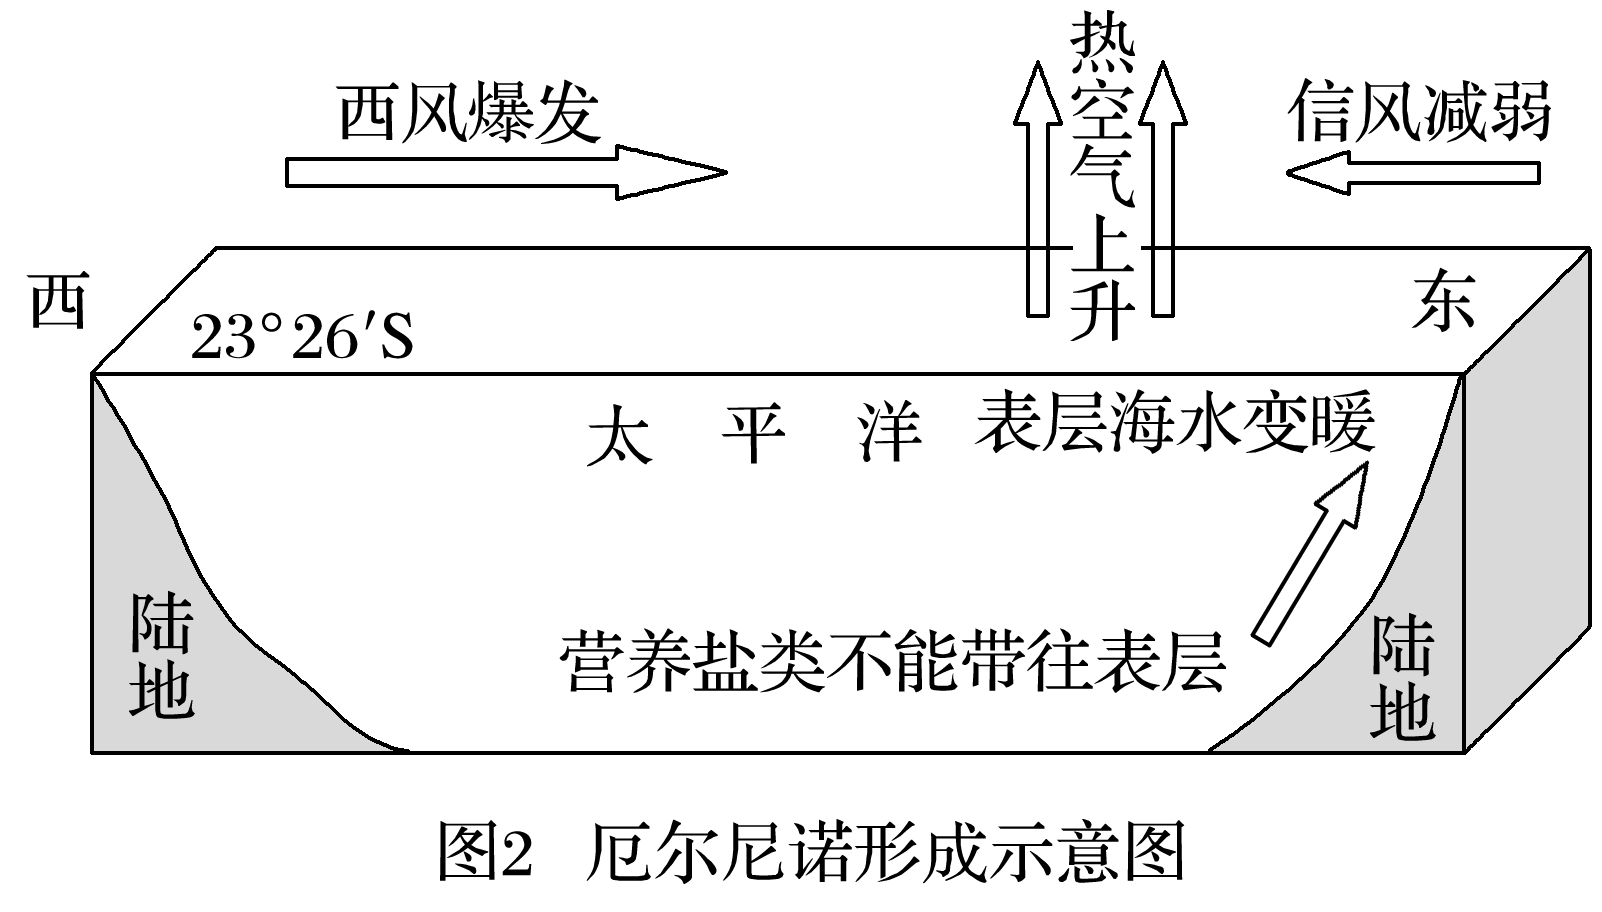 热空气上升
西风爆发
信风减弱
西
东
23°26′S
太 平 洋
表层海水变暖
营养盐类不能带往表层
陆地
陆地
图2 厄尔尼诺形成示意图